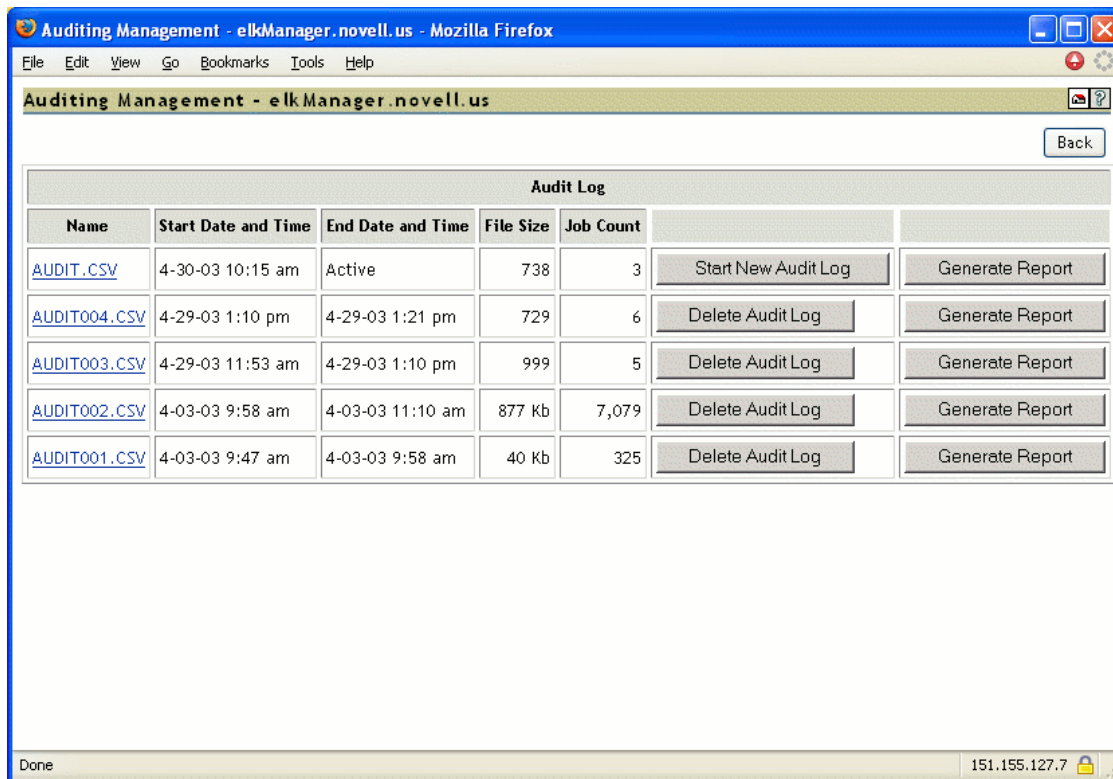 Auditing Management - elkManager.novell.us - Mozilla Firefox
File Edit View Go Bookmarks Tools Help
Auditing Management - elkManager.novell.us
?
Back
Audit Log
Name Start Date and Time End Date and Time File Size Job Count
AUDIT.CSV 4-30-03 10:15 am Active 738 3 Start New Audit Log Generate Report
AUDIT004.CSV 4-29-03 1:10 pm 4-29-03 1:21 pm 729 6 Delete Audit Log Generate Report
AUDIT003.CSV 4-29-03 11:53 am 4-29-03 1:10 pm 999 5 Delete Audit Log Generate Report
AUDIT002.CSV 4-03-03 9:58 am 4-03-03 11:10 am 877 Kb 7,079 Delete Audit Log Generate Report
AUDIT001.CSV 4-03-03 9:47 am 4-03-03 9:58 am 40 Kb 325 Delete Audit Log Generate Report
Done 151.155.127.7